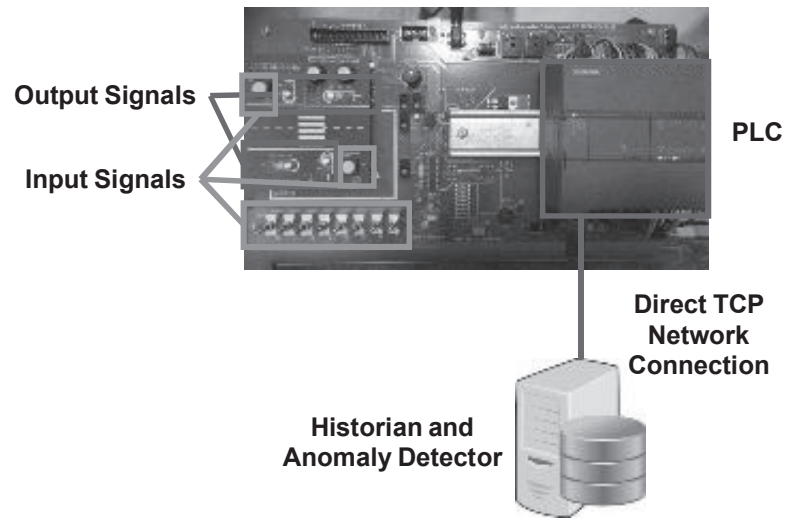 Output Signals
Input Signals
PLC
Direct TCP
Network
Connection
Historian and
Anomaly Detector